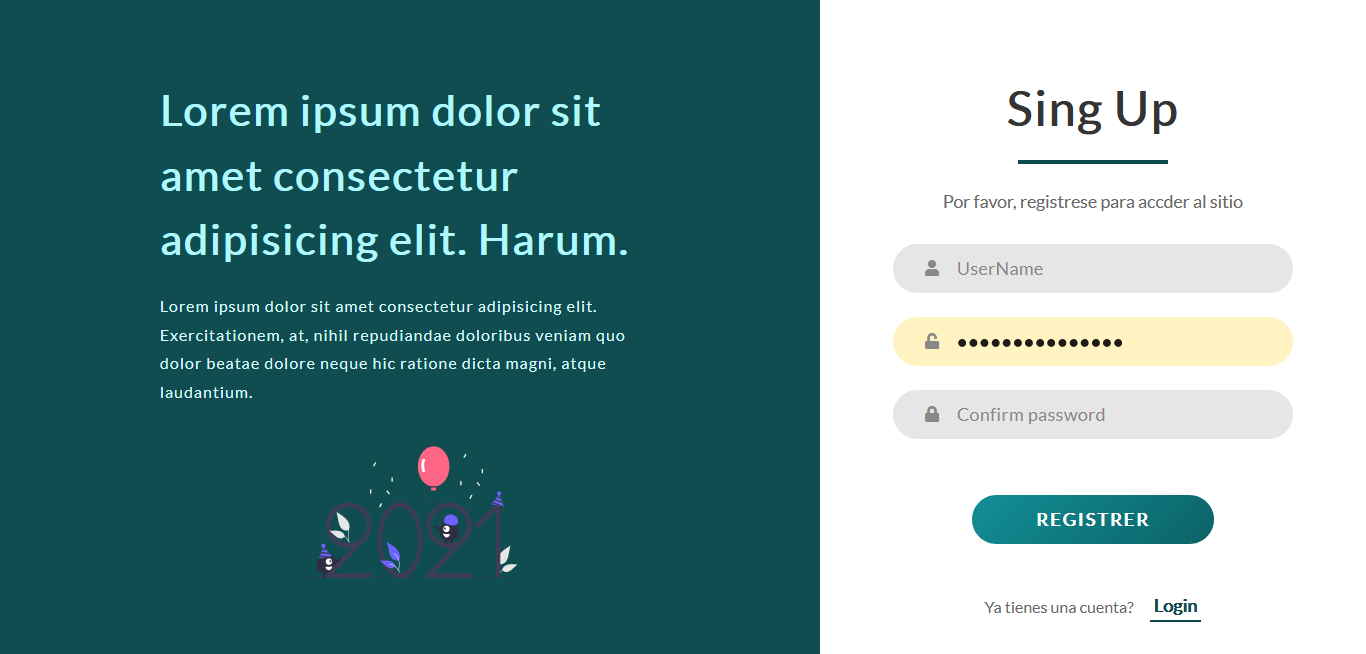 Lorem ipsum dolor sit
amet consectetur
adipisicing elit. Harum.
Lorem ipsum dolor sit amet consectetur adipisicing elit.
Exercitationem, at, nihil repudiandae doloribus veniam quo
dolor beatae dolore neque hic ratione dicta magni, atque
laudantium.
2021
Sing Up
Por favor, registrese para accder al sitio
UserName
●●●●●●●●●●●●●●●
Confirm password
REGISTRER
Ya tienes una cuenta? Login